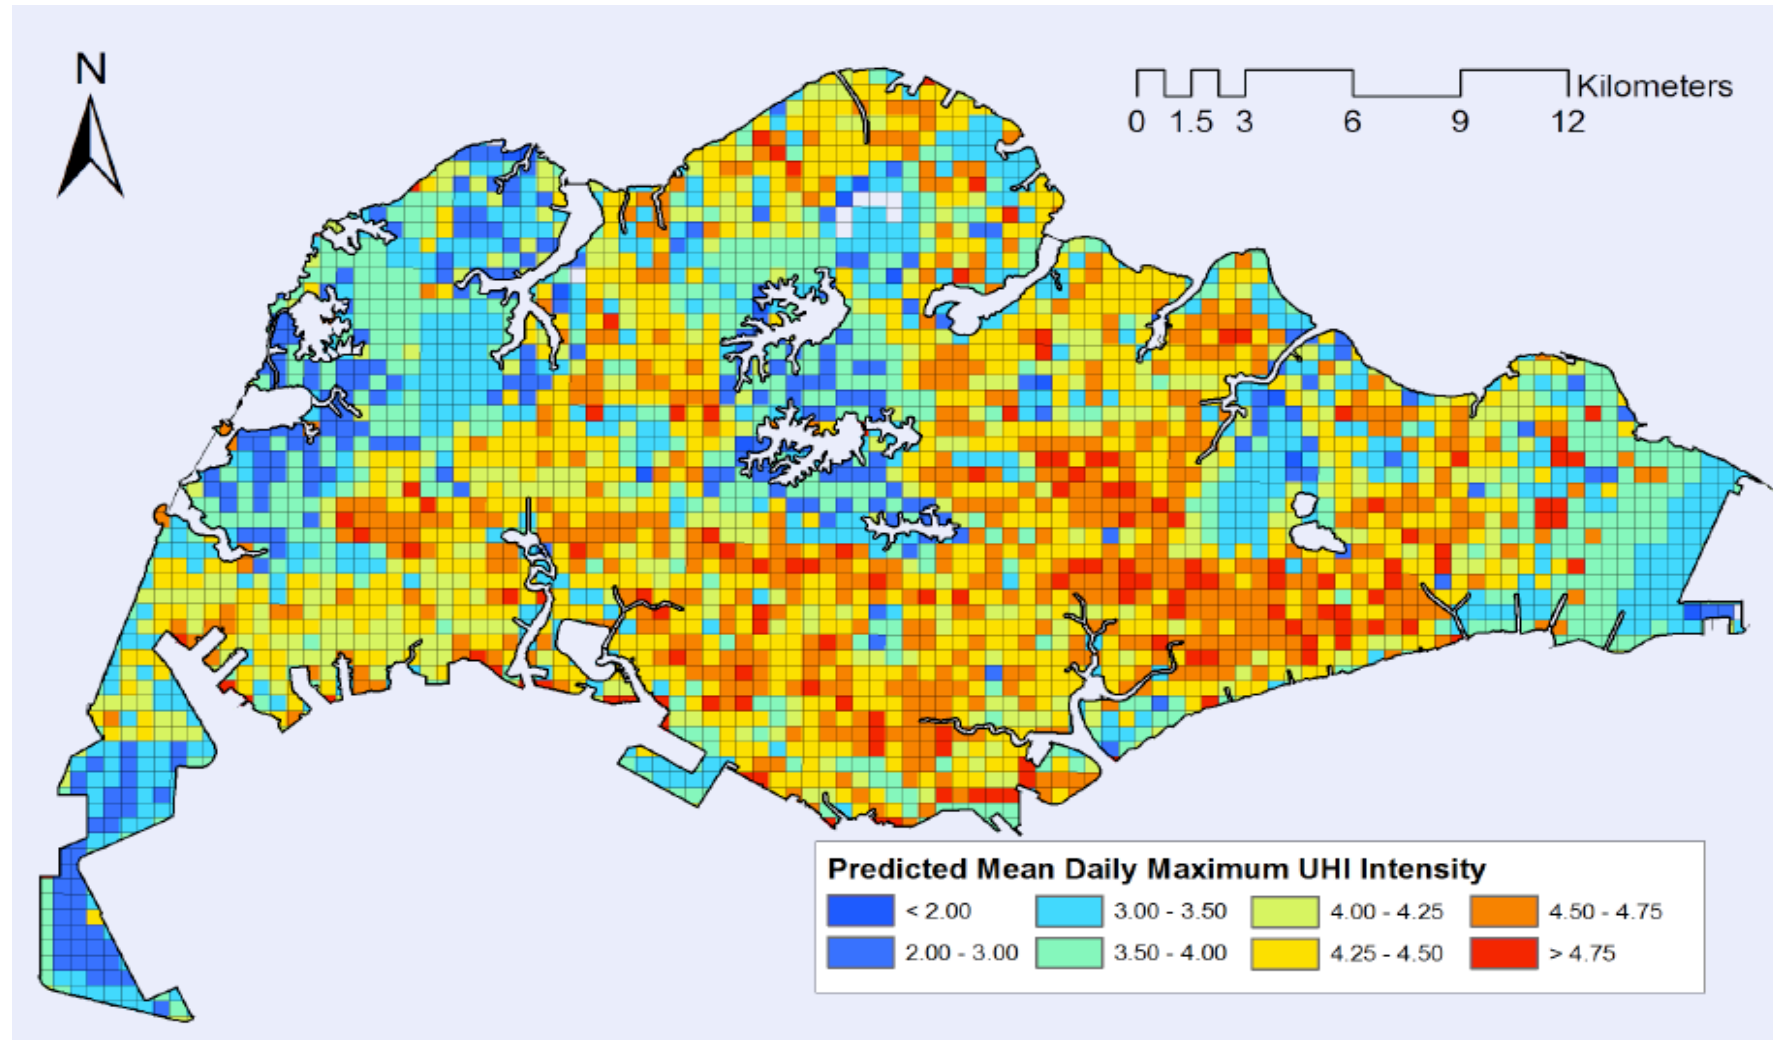 N
Kilometers
0 1.5 3 6 9 12
Predicted Mean Daily Maximum UHI Intensity
< 2.00 3.00 - 3.50 4.00 - 4.25 4.50 - 4.75
2.00 - 3.00 3.50 - 4.00 4.25 - 4.50 > 4.75